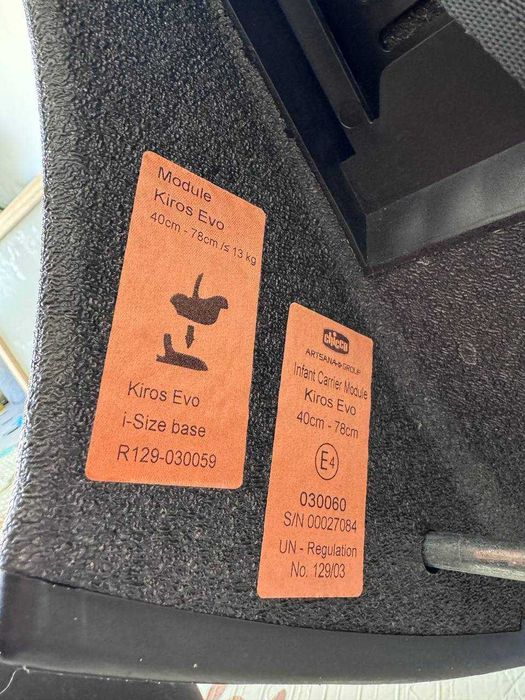 Module
Kiros Evo
40cm - 78cm /≤ 13 kg
Kiros Evo
i-Size base
R129-030059
chicco
ARTSANA GROUP
Infant Carrier Module
Kiros Evo
40cm - 78cm
E4
030060
S/N 00027084
UN - Regulation
No. 129/03